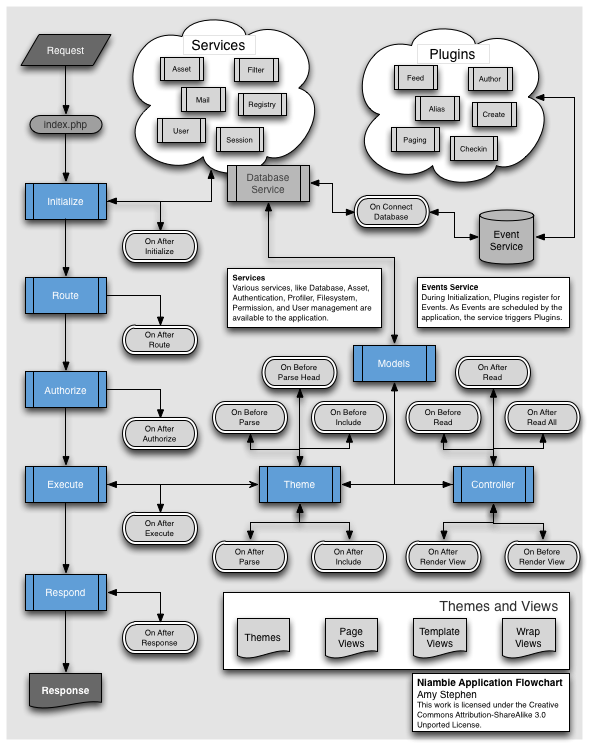 Request
Services
Asset
Filter
Mail
Registry
User
Session
Plugins
Feed
Author
Alias
Create
Paging
Checkin
index.php
Database
Service
Initialize
On Connect
Database
Event
Service
On After
Initialize
Services
Various services, like Database, Asset,
Authentication, Profiler, Filesystem,
Permission, and User management are
available to the application.
Events Service
During Initialization, Plugins register for
Events. As Events are scheduled by the
application, the service triggers Plugins.
Route
On After
Route
Models
On Before
Parse Head
On After
Read
Authorize
On After
Authorize
On Before
Parse
On Before
Include
On Before
Read
On After
Read All
Execute
Theme
Controller
On After
Execute
On After
Parse
On After
Include
On After
Render View
On Before
Render View
Respond
On After
Response
Themes and Views
Themes
Page
Views
Template
Views
Wrap
Views
Response
Niambie Application Flowchart
Amy Stephen
This work is licensed under the Creative
Commons Attribution-ShareAlike 3.0
Unported License.